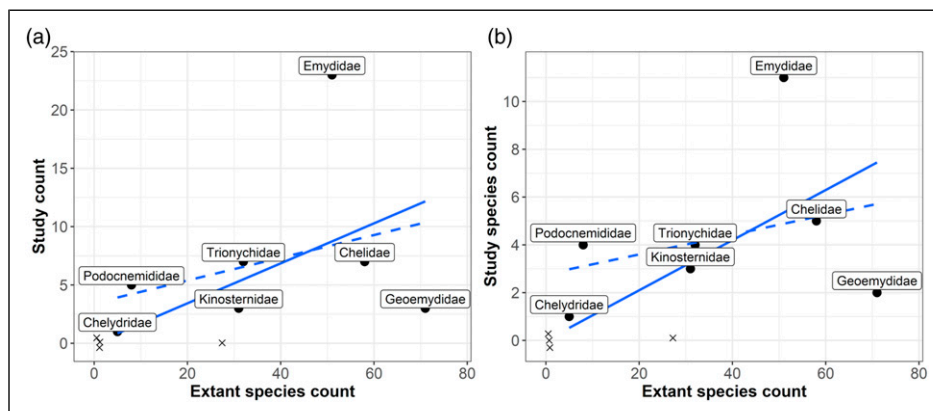 (a)
25
20
15
10
5
0
Study count
Emydidae
Trionychidae
Chelidae
Podocnemididae
Kinosternidae
Geoemydidae
Chelydridae
0 20 40 60 80
Extant species count
(b)
10
8
6
4
2
0
Study species count
Emydidae
Chelidae
Podocnemididae
Trionychidae
Kinosternidae
Geoemydidae
Chelydridae
0 20 40 60 80
Extant species count